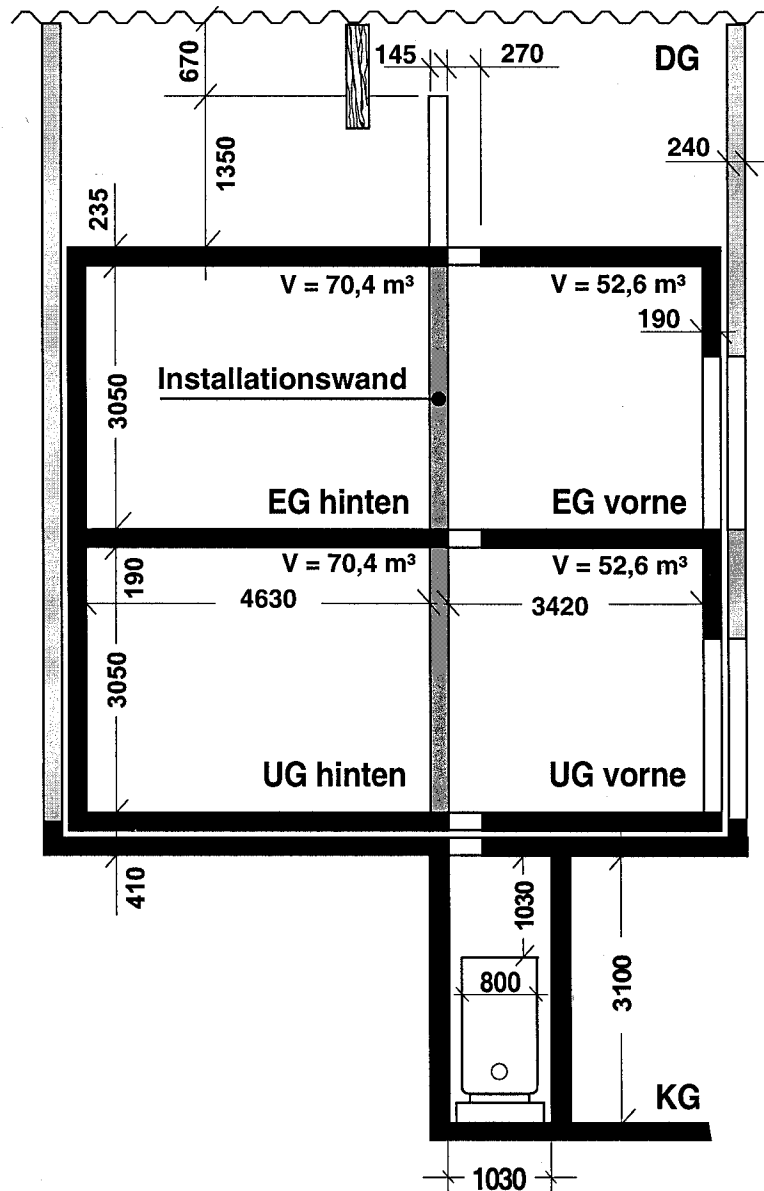 670
145
270
DG
1350
240
235
V = 70,4 m³
V = 52,6 m³
190
Installationswand
3050
EG hinten
EG vorne
V = 70,4 m³
V = 52,6 m³
190
4630
3420
3050
UG hinten
UG vorne
410
1030
800
3100
KG
1030